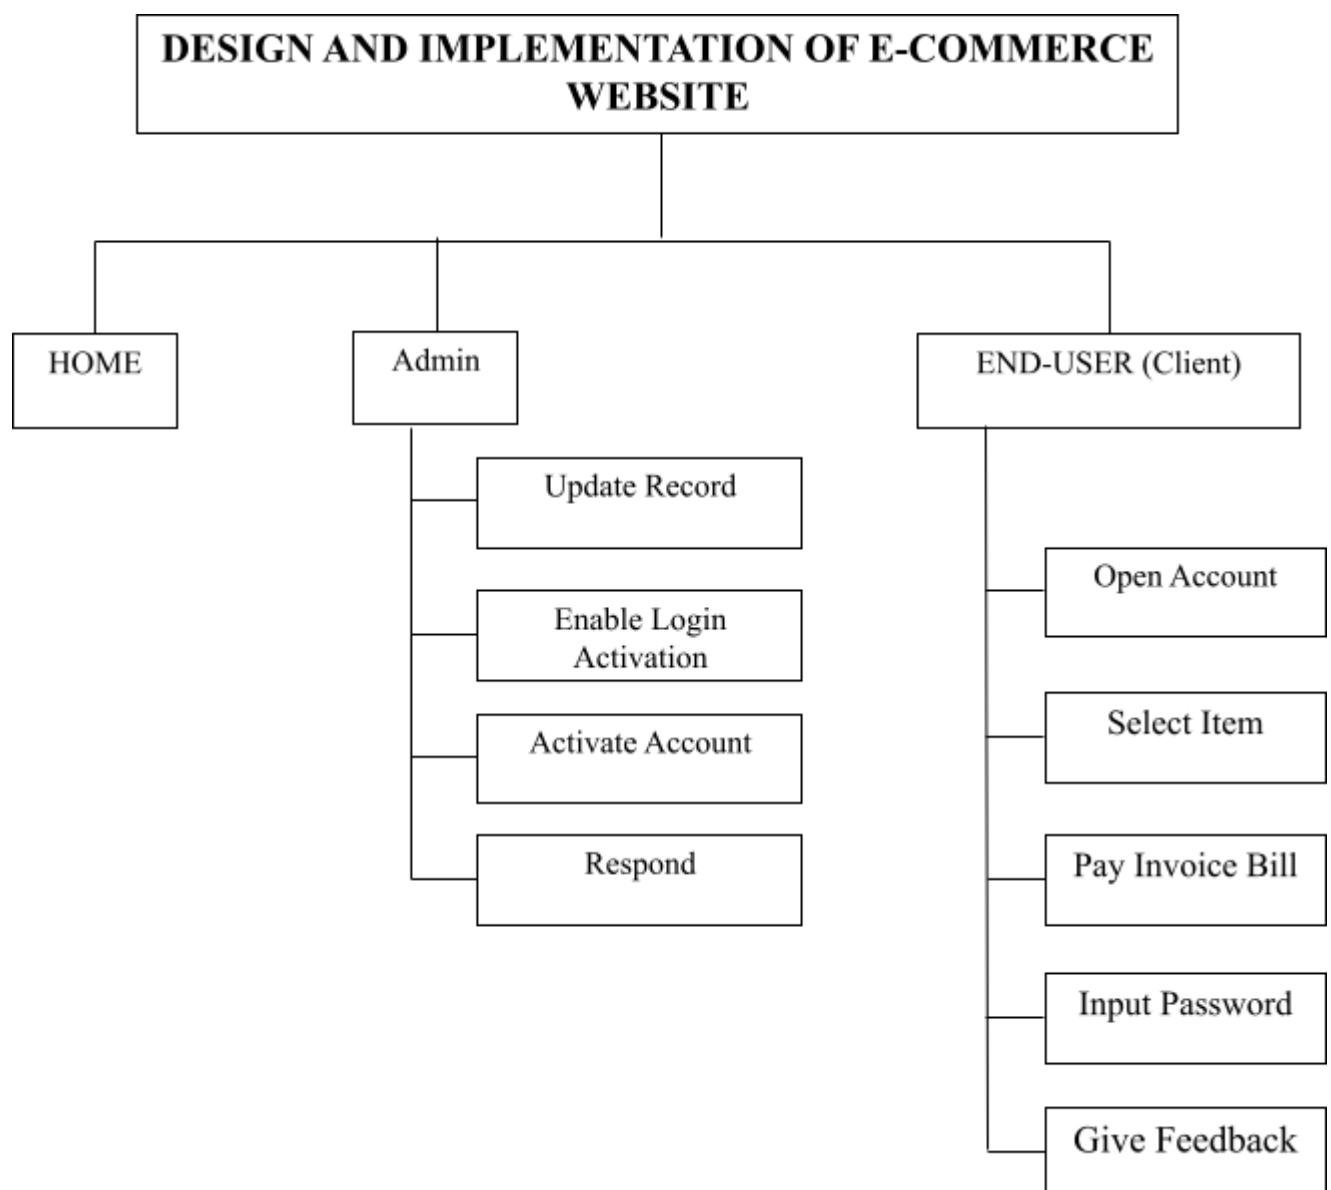 DESIGN AND IMPLEMENTATION OF E-COMMERCE
WEBSITE
HOME
Admin
END-USER (Client)
Update Record
Enable Login
Activation
Activate Account
Respond
Open Account
Select Item
Pay Invoice Bill
Input Password
Give Feedback